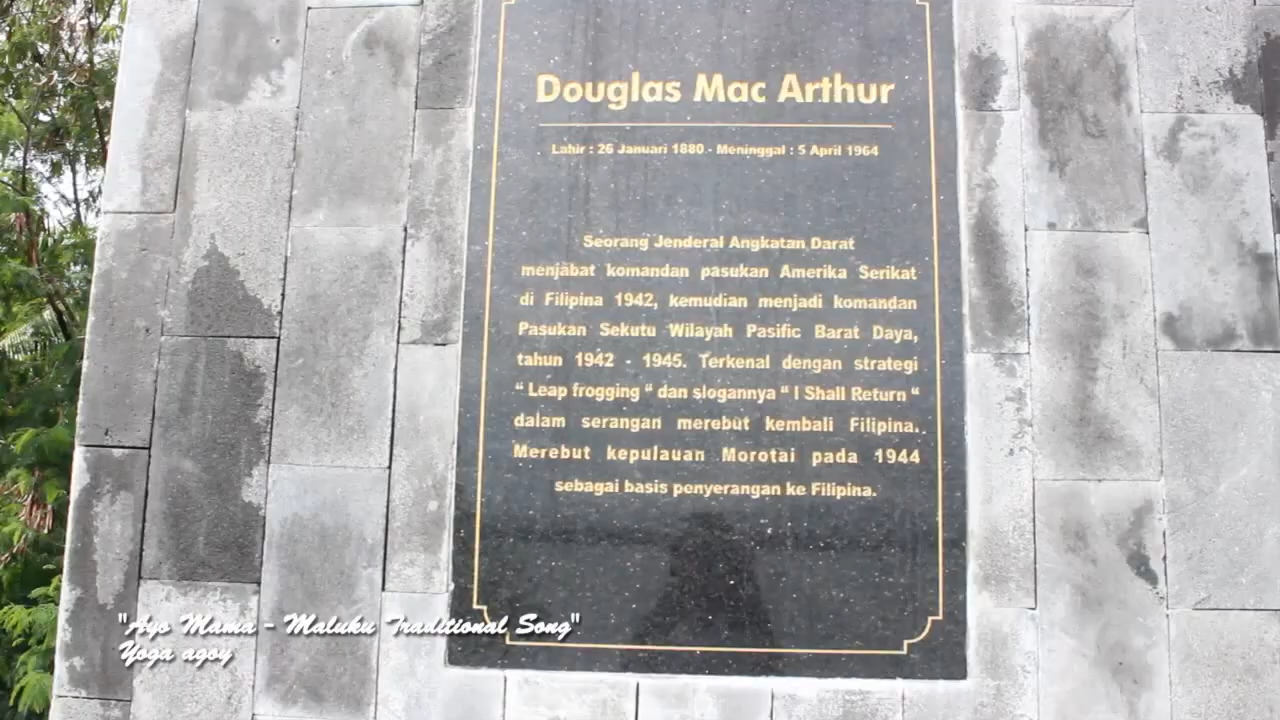 Douglas Mac Arthur
Lahir : 26 Januari 1880 - Meninggal : 5 April 1964
Seorang Jenderal Angkatan Darat
menjabat komandan pasukan Amerika Serikat
di Filipina 1942, kemudian menjadi komandan
Pasukan Sekutu Wilayah Pasific Barat Daya,
tahun 1942 - 1945. Terkenal dengan strategi
“ Leap frogging “ dan slogannya “ I Shall Return “
dalam serangan merebut kembali Filipina..
Merebut kepulauan Morotai pada 1944
sebagai basis penyerangan ke Filipina.
"Ayo Mama - Maluku Traditional Song"
Yoga agoy